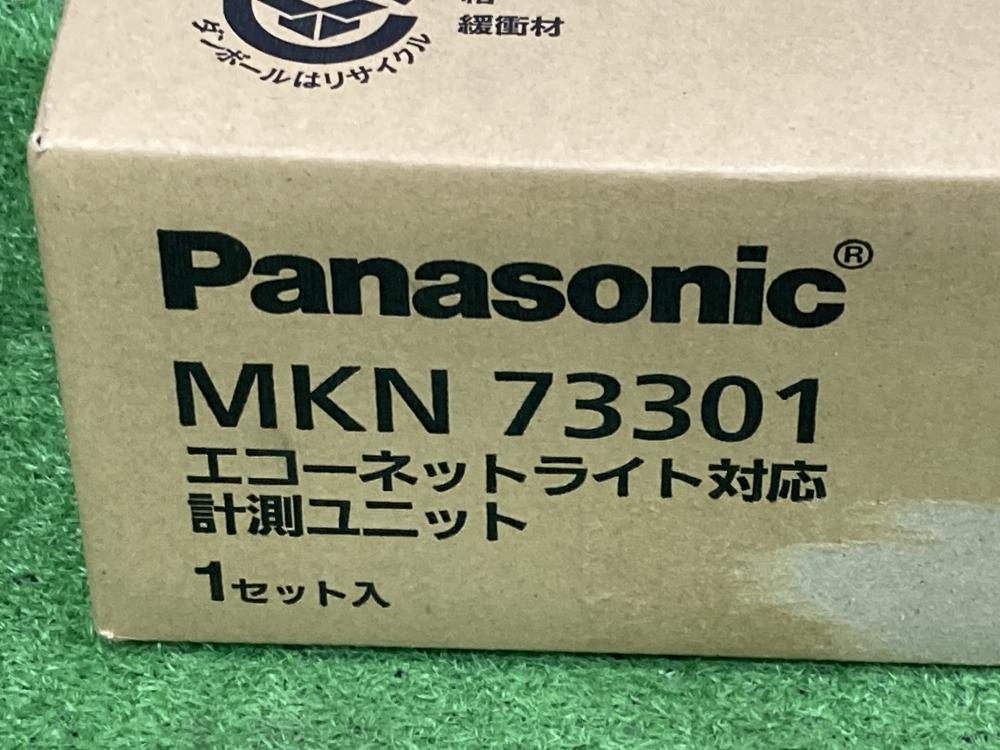 緩衝材
ダンボールはリサイクル
Panasonic®
MKN 73301
エコーネットライト対応
計測ユニット
1セット入